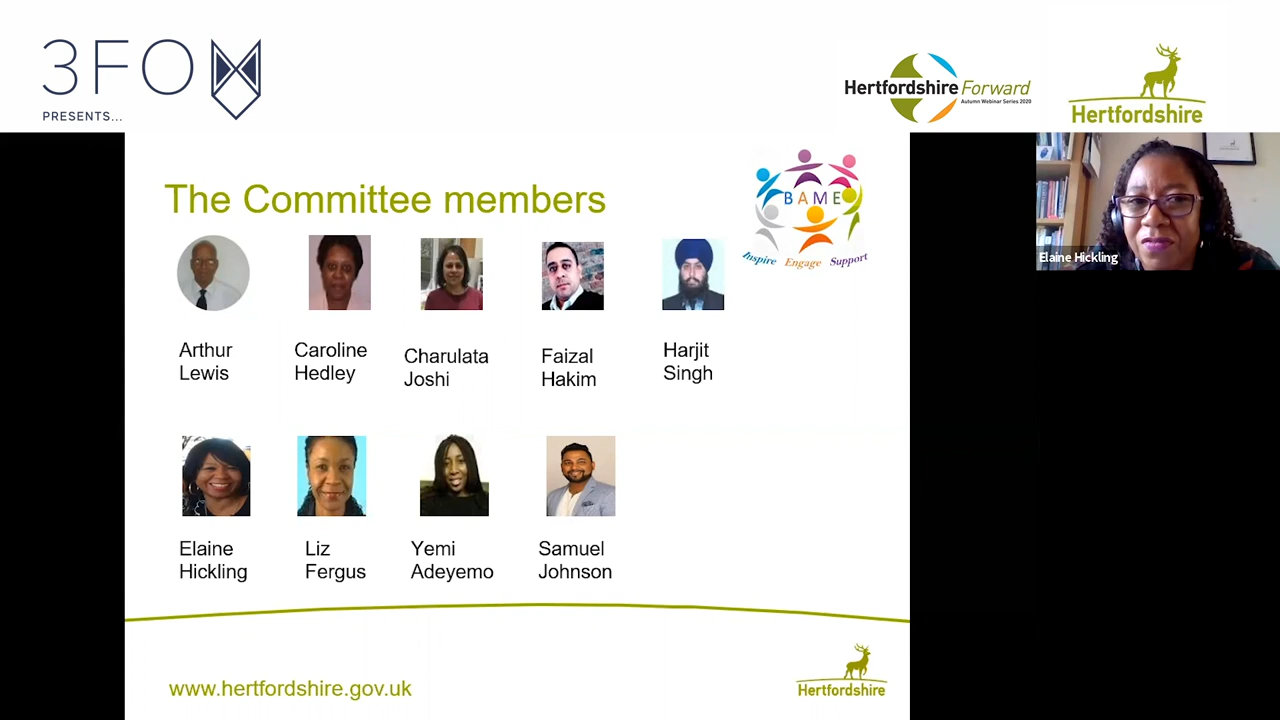 3FOX
PRESENTS...
Hertfordshire Forward
Autumn Webinar Series 2020
Hertfordshire
The Committee members
BAME
Inspire Engage Support
Elaine Hickling
Arthur
Lewis
Caroline
Hedley
Charulata
Joshi
Faizal
Hakim
Harjit
Singh
Elaine
Hickling
Liz
Fergus
Yemi
Adeyemo
Samuel
Johnson
www.hertfordshire.gov.uk
Hertfordshire